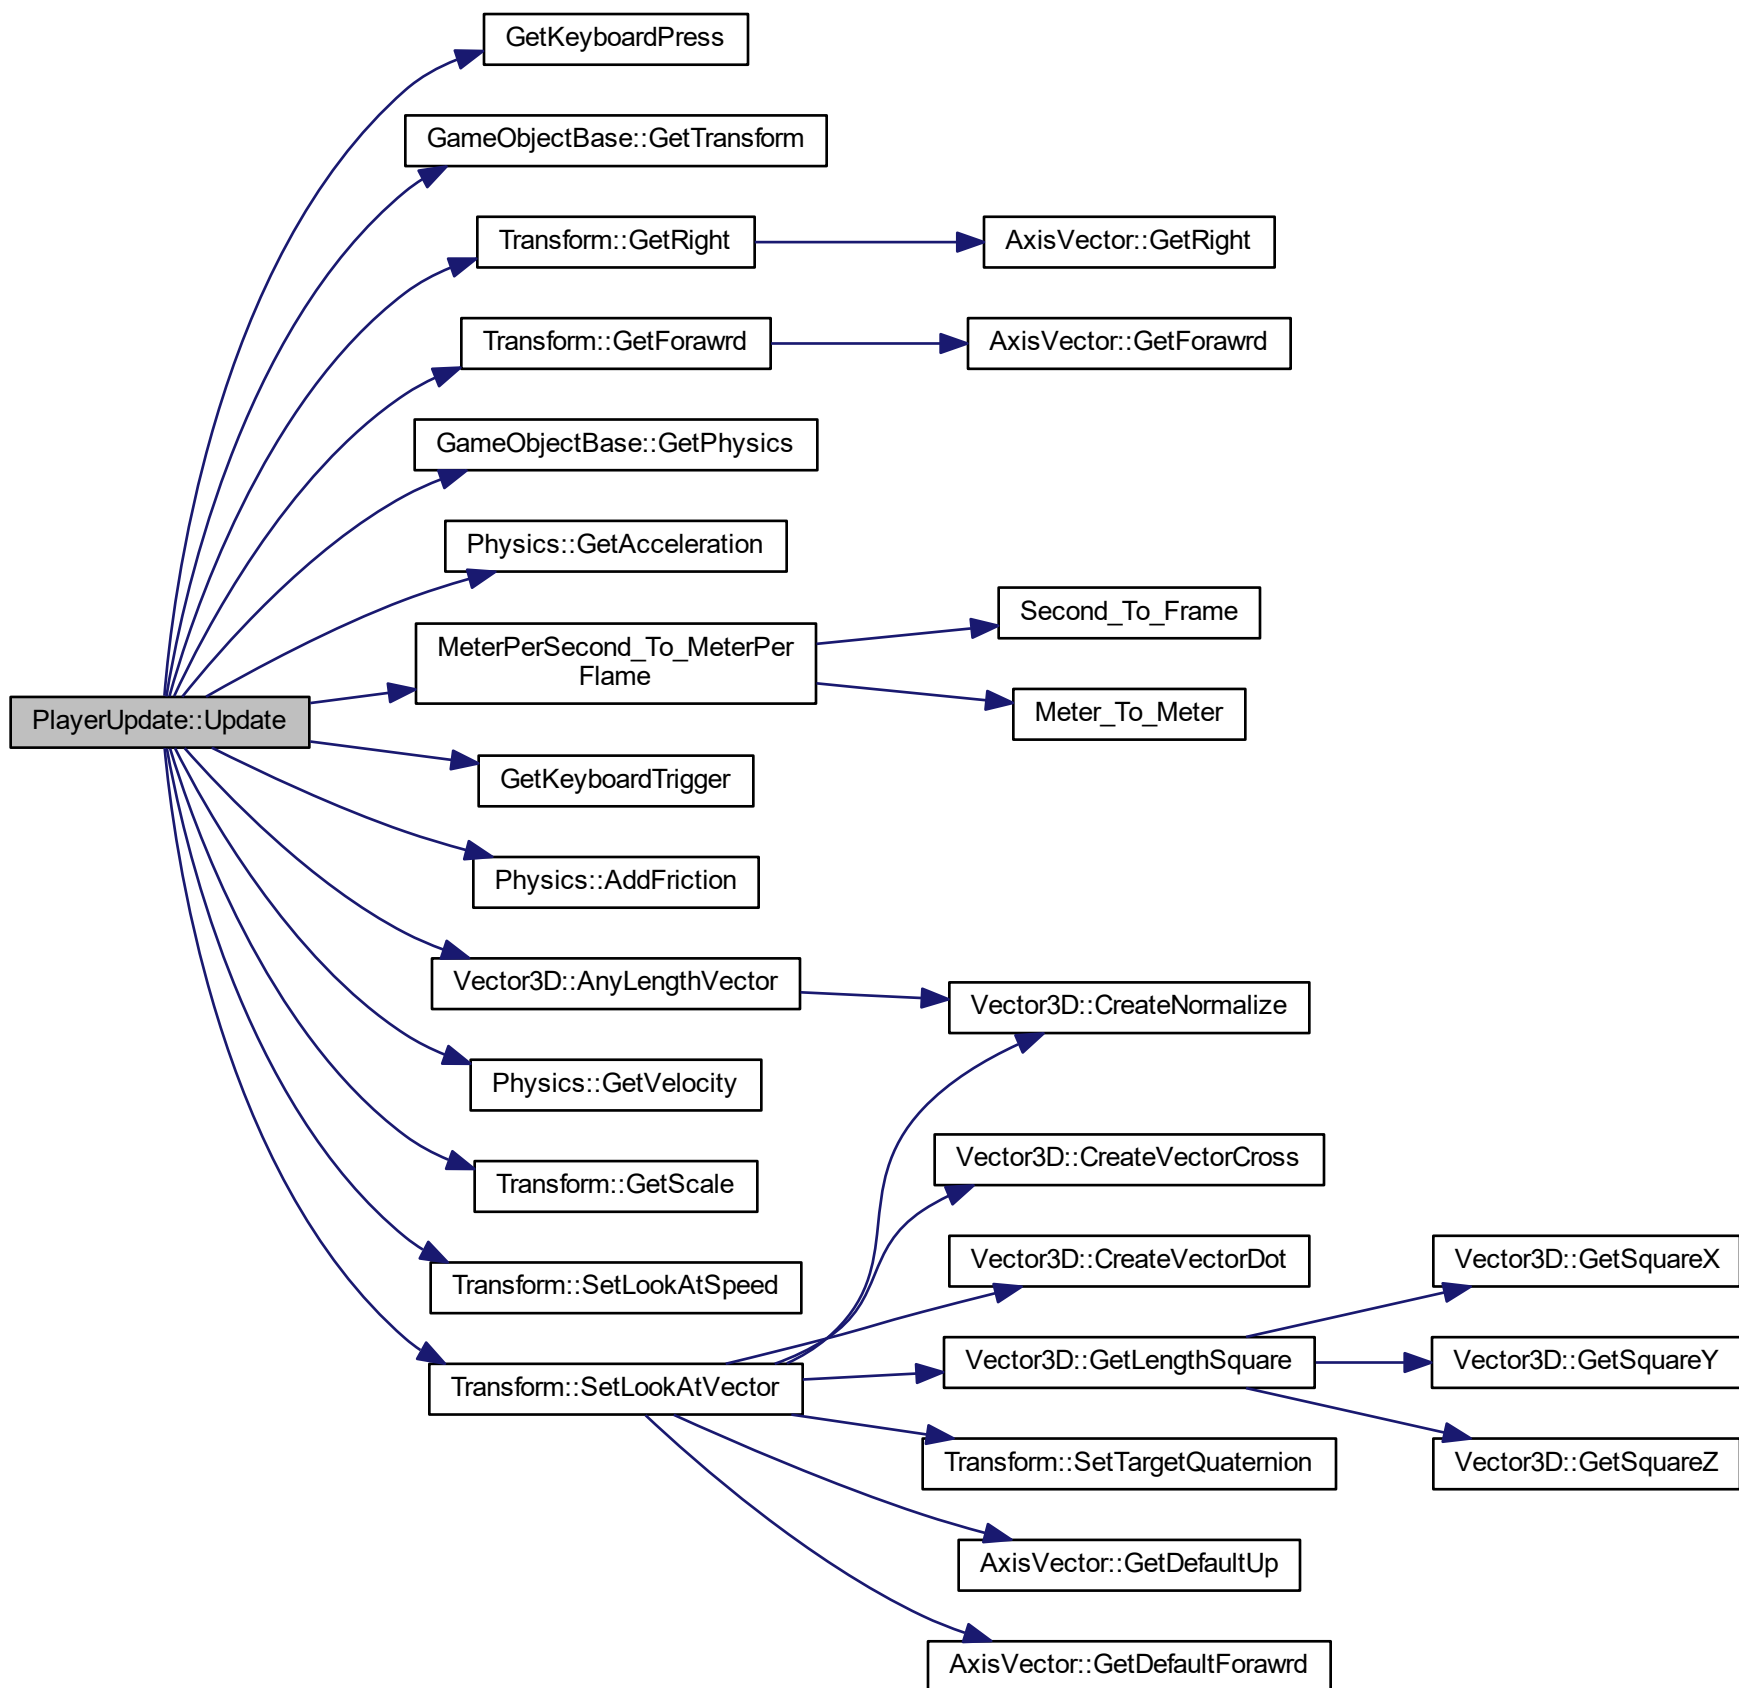 GetKeyboardPress
GameObjectBase::GetTransform
Transform::GetRight
AxisVector::GetRight
Transform::GetForawrd
AxisVector::GetForawrd
GameObjectBase::GetPhysics
Physics::GetAcceleration
Second_To_Frame
MeterPerSecond_To_MeterPer
Flame
Meter_To_Meter
PlayerUpdate::Update
GetKeyboardTrigger
Physics::AddFriction
Vector3D::AnyLengthVector
Vector3D::CreateNormalize
Physics::GetVelocity
Vector3D::CreateVectorCross
Transform::GetScale
Vector3D::CreateVectorDot
Vector3D::GetSquareX
Transform::SetLookAtSpeed
Vector3D::GetLengthSquare
Vector3D::GetSquareY
Transform::SetLookAtVector
Transform::SetTargetQuaternion
Vector3D::GetSquareZ
AxisVector::GetDefaultUp
AxisVector::GetDefaultForawrd